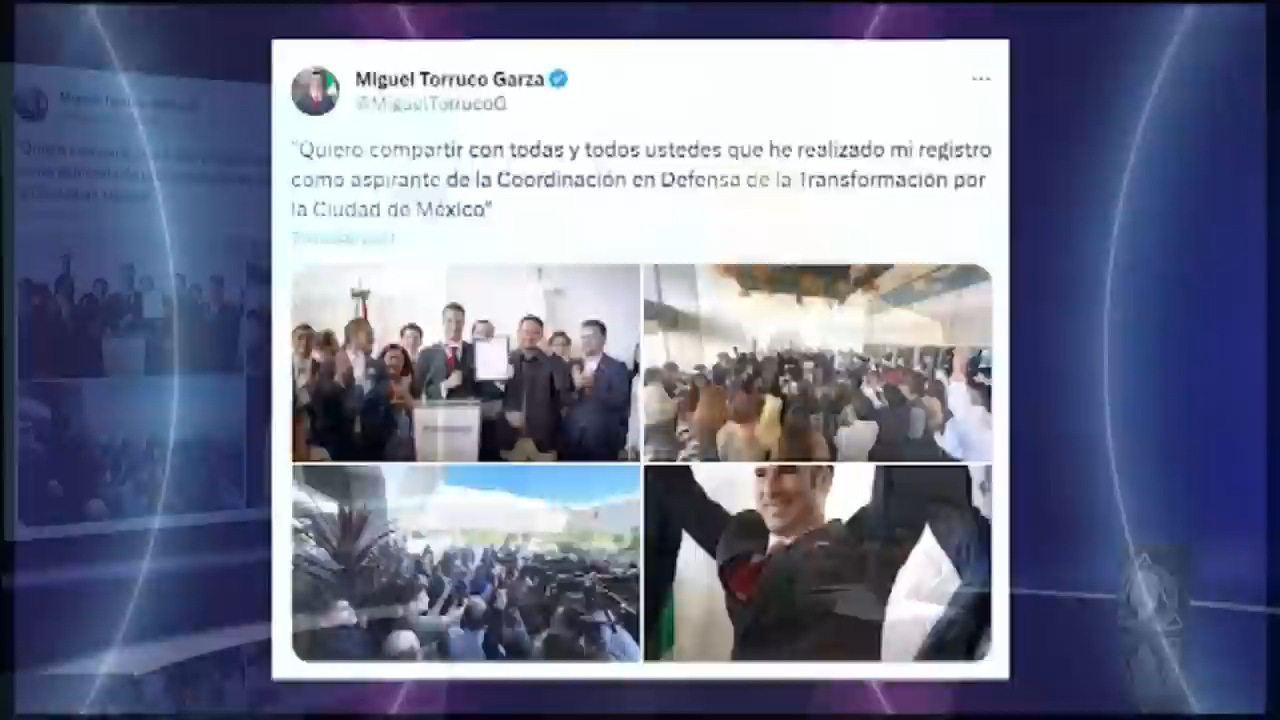 Miguel Torruco Garza
@MiguelTorrucoG
"Quiero compartir con todas y todos ustedes que he realizado mi registro
como aspirante de la Coordinación en Defensa de la Transformación por
la Ciudad de México"